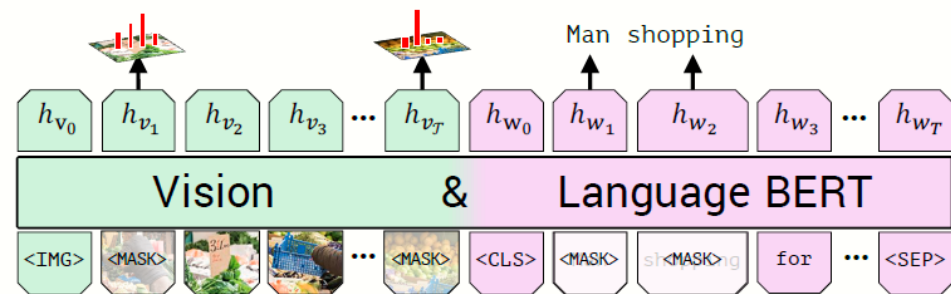 Man shopping
h_{v_0} h_{v_1} h_{v_2} h_{v_3} ... h_{v_𝒯} h_{w_0} h_{w_1} h_{w_2} h_{w_3} ... h_{w_T}
Vision & Language BERT
<IMG> <MASK> ... <MASK> <CLS> <MASK> shopping <MASK> for ... <SEP>